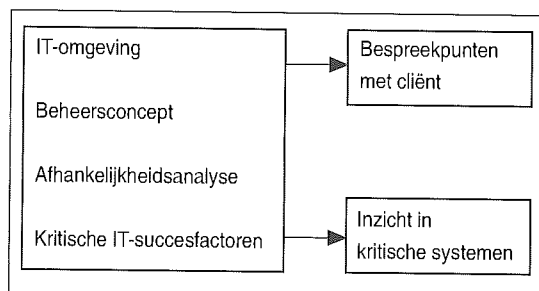 IT-omgeving
Beheersconcept
Afhankelijkheidsanalyse
Kritische IT-succesfactoren
Bespreekpunten
met cliënt
Inzicht in
kritische systemen